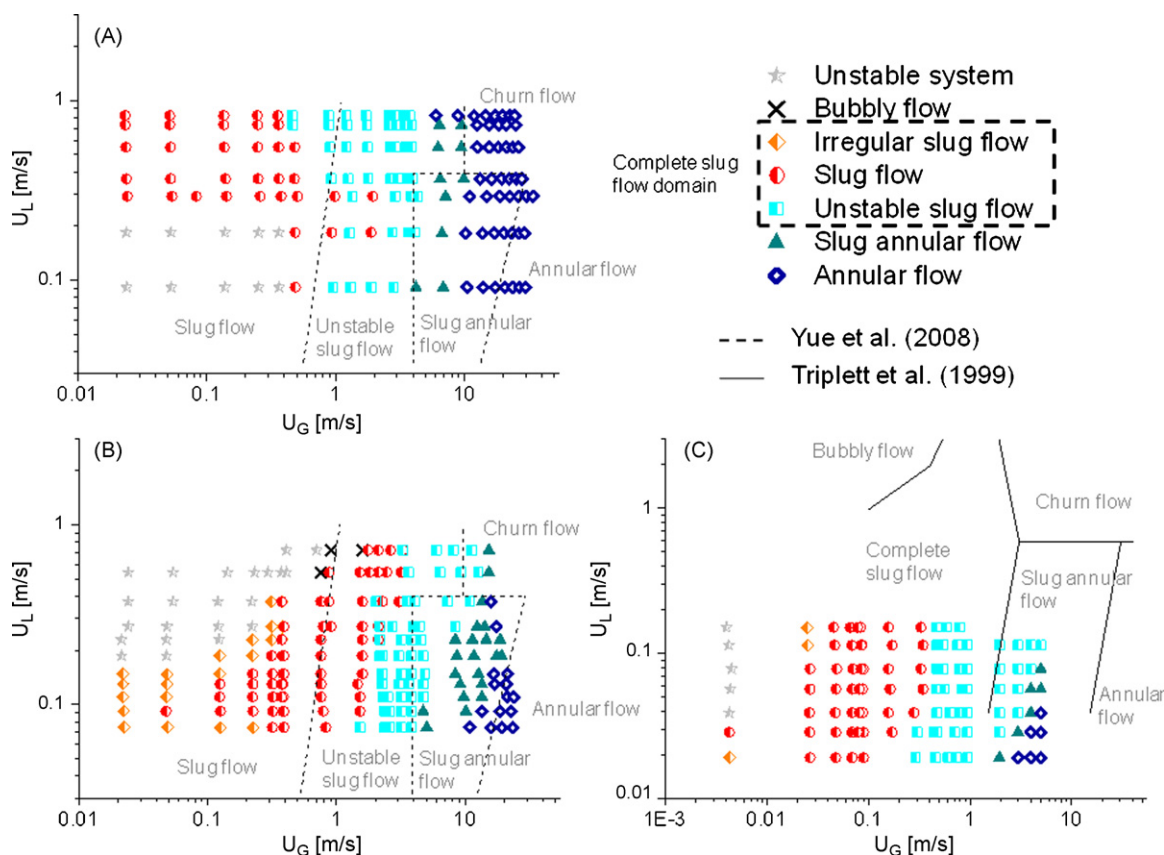 (A)
1
0.1
U_L [m/s]
Churn flow
Annular flow
Slug flow
Unstable
slug flow
Slug annular
flow
0.01
0.1
1
10
U_G [m/s]
Unstable system
Bubbly flow
Complete slug
flow domain
Irregular slug flow
Slug flow
Unstable slug flow
Slug annular flow
Annular flow
Yue et al. (2008)
Triplett et al. (1999)
(B)
1
0.1
U_L [m/s]
Churn flow
Annular flow
Slug flow
Unstable
slug flow
Slug annular
flow
0.01
0.1
1
10
U_G [m/s]
(C)
Bubbly flow
Churn flow
Complete
slug flow
Slug annular
flow
Annular
flow
1
0.1
0.01
U_L [m/s]
1E-3
0.01
0.1
1
10
U_G [m/s]